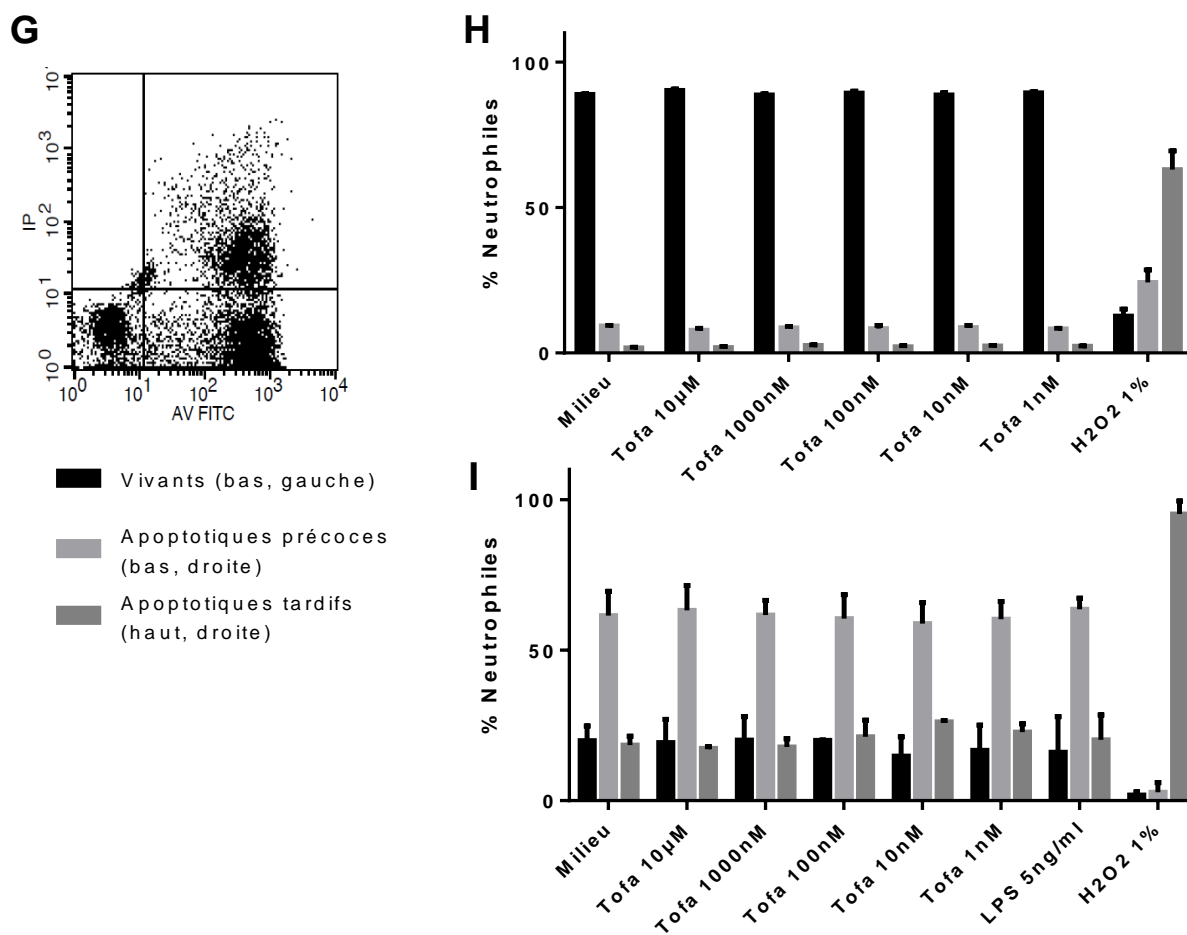 G
10⁴
10³
10²
10¹
10⁰
IP
10⁰ 10¹ 10² 10³ 10⁴
AV FITC
Vivants (bas, gauche)
Apoptotiques précoces
(bas, droite)
Apoptotiques tardifs
(haut, droite)
H
100
50
0
% Neutrophiles
Milieu
Tofa 10µM
Tofa 1000nM
Tofa 100nM
Tofa 10nM
Tofa 1nM
H2O2 1%
I
100
50
0
% Neutrophiles
Milieu
Tofa 10µM
Tofa 1000nM
Tofa 100nM
Tofa 10nM
Tofa 1nM
LPS 5ng/ml
H2O2 1%